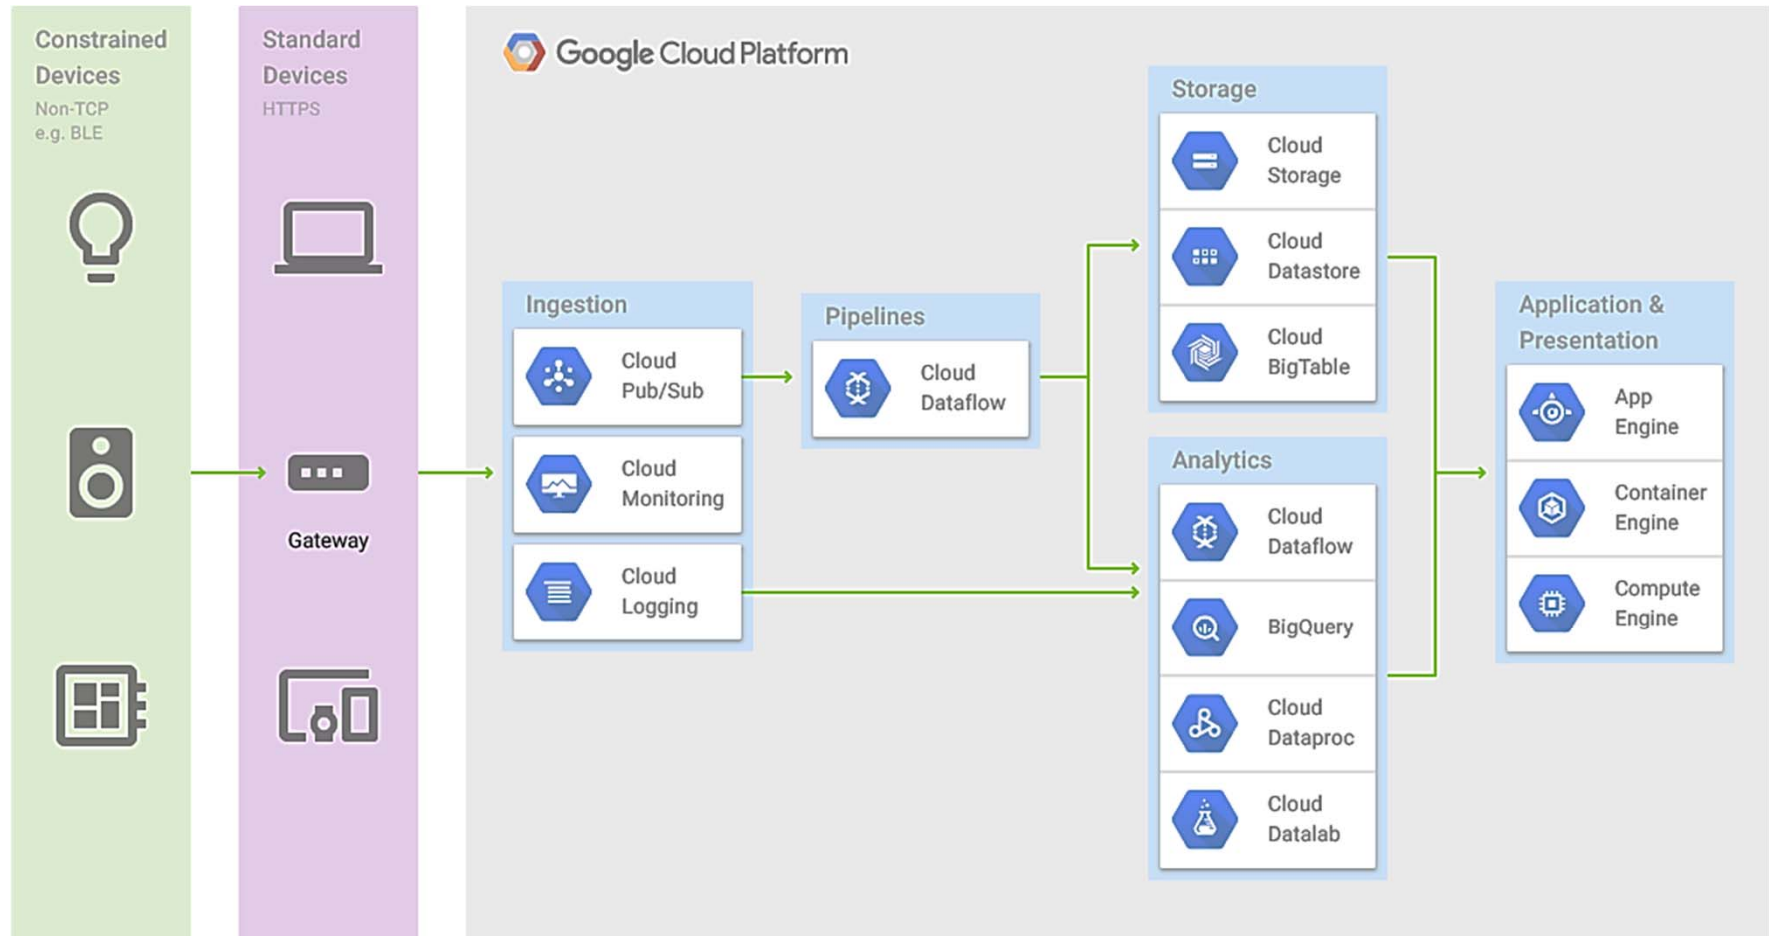 Constrained
Devices
Non-TCP
e.g. BLE
Standard
Devices
HTTPS
Gateway
Google Cloud Platform
Ingestion
Cloud
Pub/Sub
Cloud
Monitoring
Cloud
Logging
Pipelines
Cloud
Dataflow
Storage
Cloud
Storage
Cloud
Datastore
Cloud
BigTable
Analytics
Cloud
Dataflow
BigQuery
Cloud
Dataproc
Cloud
Datalab
Application &
Presentation
App
Engine
Container
Engine
Compute
Engine